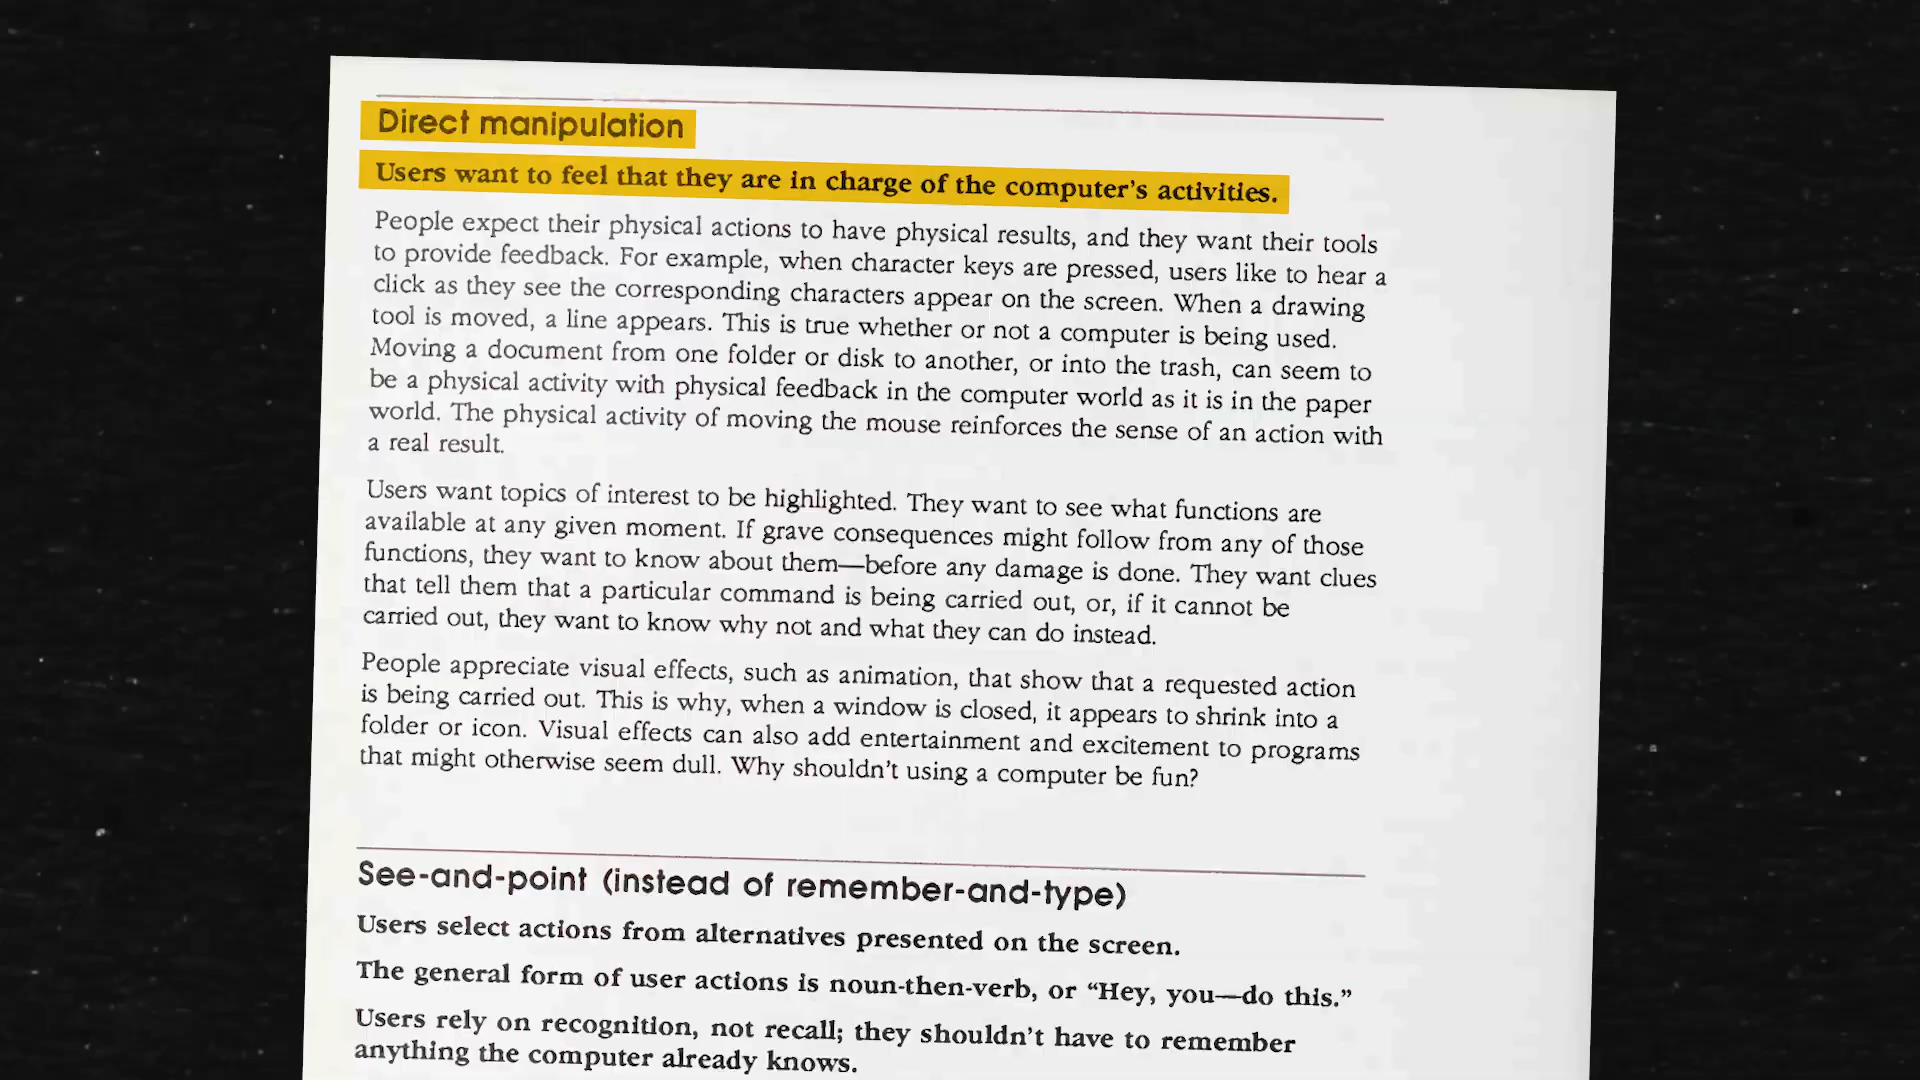 Direct manipulation
Users want to feel that they are in charge of the computer's activities.
People expect their physical actions to have physical results, and they want their tools
to provide feedback. For example, when character keys are pressed, users like to hear a
click as they see the corresponding characters appear on the screen. When a drawing
tool is moved, a line appears. This is true whether or not a computer is being used.
Moving a document from one folder or disk to another, or into the trash, can seem to
be a physical activity with physical feedback in the computer world as it is in the paper
world. The physical activity of moving the mouse reinforces the sense of an action with
a real result.
Users want topics of interest to be highlighted. They want to see what functions are
available at any given moment. If grave consequences might follow from any of those
functions, they want to know about them—before any damage is done. They want clues
that tell them that a particular command is being carried out, or, if it cannot be
carried out, they want to know why not and what they can do instead.
People appreciate visual effects, such as animation, that show that a requested action
is being carried out. This is why, when a window is closed, it appears to shrink into a
folder or icon. Visual effects can also add entertainment and excitement to programs
that might otherwise seem dull. Why shouldn't using a computer be fun?
See-and-point (instead of remember-and-type)
Users select actions from alternatives presented on the screen.
The general form of user actions is noun-then-verb, or “Hey, you—do this.”
Users rely on recognition, not recall; they shouldn't have to remember
anything the computer already knows.